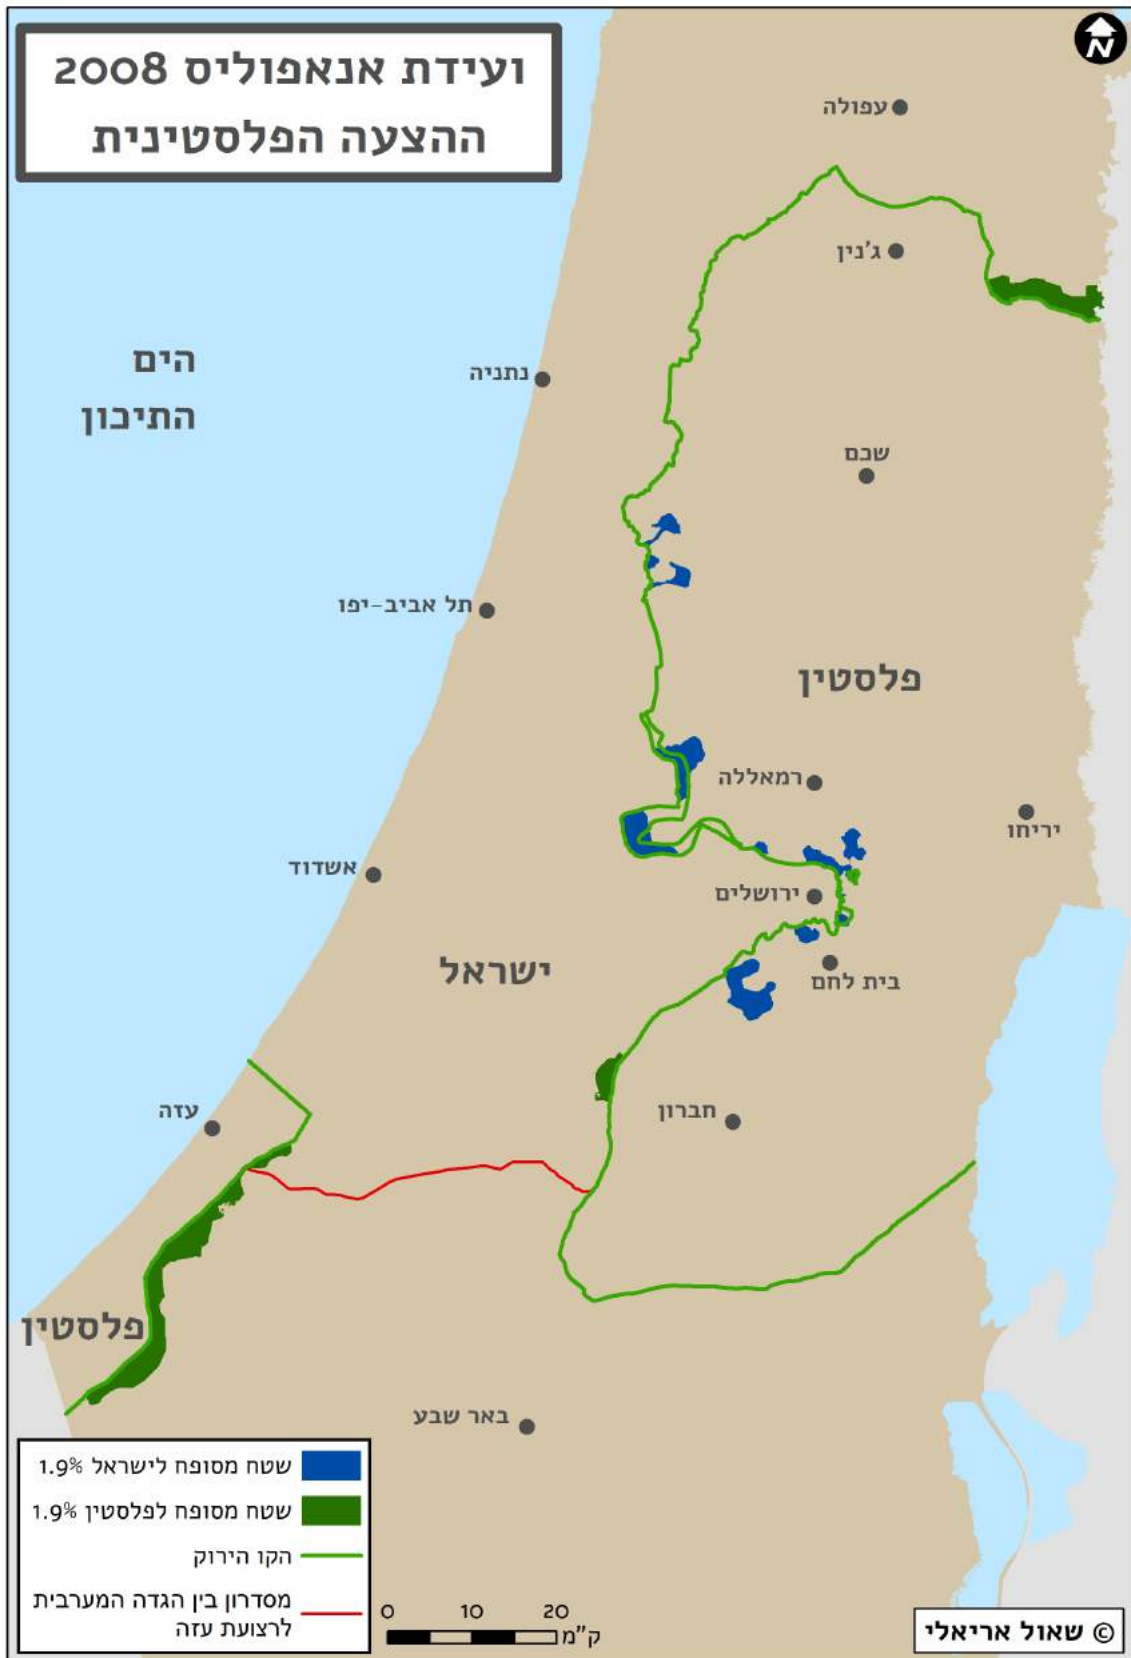 ועידת אנאפוליס 2008
ההצעה הפלסטינית
N
עפולה
ג'נין
הים
התיכון
נתניה
שכם
תל אביב-יפו
פלסטין
רמאללה
יריחו
אשדוד
ירושלים
ישראל
בית לחם
עזה
חברון
פלסטין
באר שבע
שטח מסופח לישראל 1.9%
שטח מסופח לפלסטין 1.9%
הקו הירוק
מסדרון בין הגדה המערבית
לרצועת עזה
0 10 20
ק"מ
© שאול אריאלי